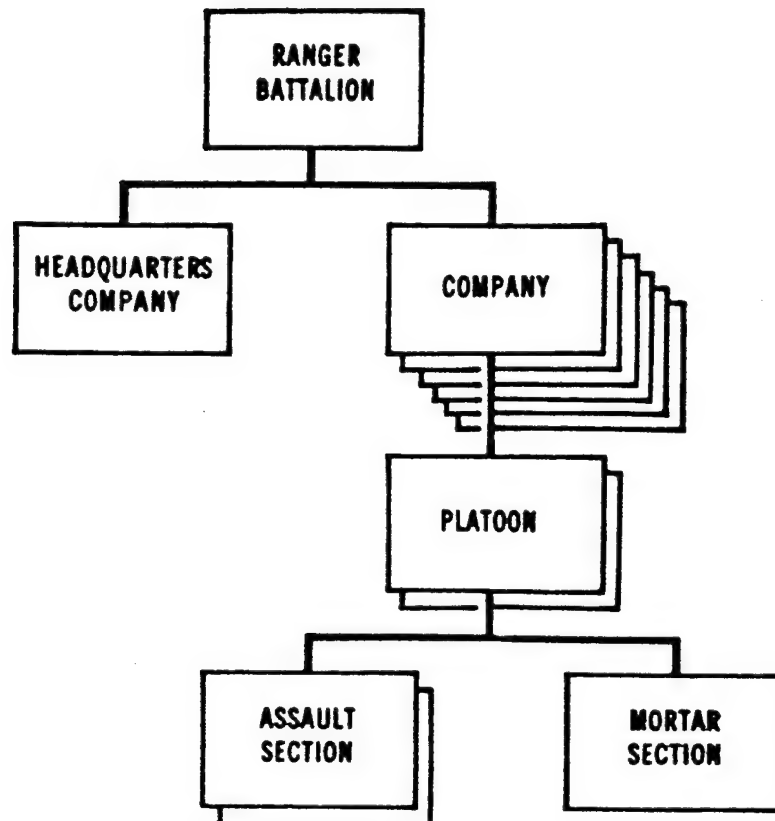 RANGER
BATTALION
HEADQUARTERS
COMPANY
COMPANY
PLATOON
ASSAULT
SECTION
MORTAR
SECTION